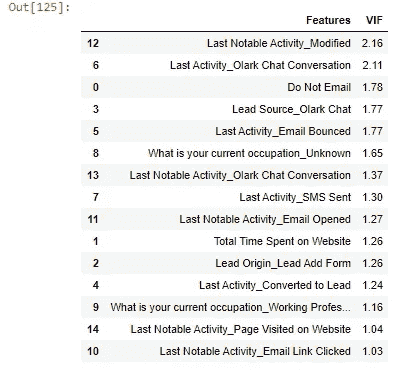 Out[125]:
Features VIF
12 Last Notable Activity_Modified 2.16
6 Last Activity_Olark Chat Conversation 2.11
0 Do Not Email 1.78
3 Lead Source_Olark Chat 1.77
5 Last Activity_Email Bounced 1.77
8 What is your current occupation_Unknown 1.65
13 Last Notable Activity_Olark Chat Conversation 1.37
7 Last Activity_SMS Sent 1.30
11 Last Notable Activity_Email Opened 1.27
1 Total Time Spent on Website 1.26
2 Lead Origin_Lead Add Form 1.26
4 Last Activity_Converted to Lead 1.24
9 What is your current occupation_Working Profes... 1.16
14 Last Notable Activity_Page Visited on Website 1.04
10 Last Notable Activity_Email Link Clicked 1.03